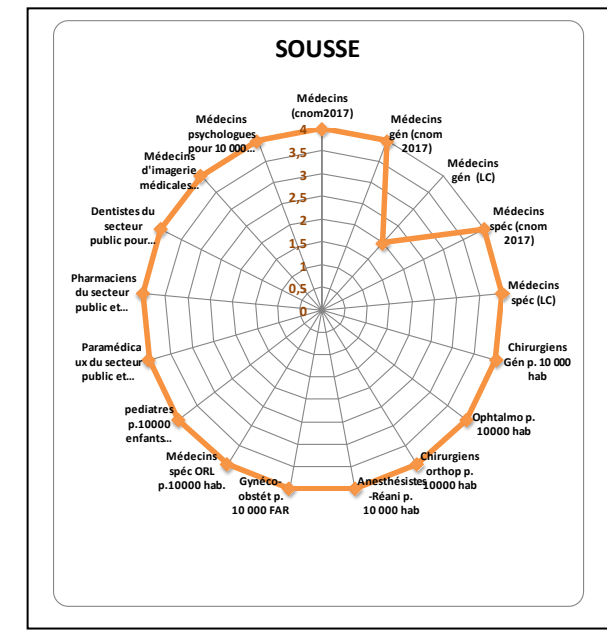 SOUSSE
Médecins
(cnom2017)
Médecins
gén (cnom
2017)
Médecins
gén (LC)
Médecins
spéc (cnom
2017)
Médecins
spéc (LC)
Chirurgiens
Gén p. 10 000
hab
Ophtalmo p.
10000 hab
Chirurgiens
orthop p.
10000 hab
Anesthésistes
-Réani p.
10 000 hab
Gynéco-
obstét p.
10 000 FAR
Médecins
spéc ORL
p.10000 hab.
pediatres
p.10000
enfants...
Paramédica
ux du secteur
public et...
Pharmaciens
du secteur
public et...
Dentistes du
secteur
public pour...
Médecins
d'imagerie
médicales...
Médecins
psychologues
pour 10 000...
4
3,5
3
2,5
2
1,5
1
0,5
0